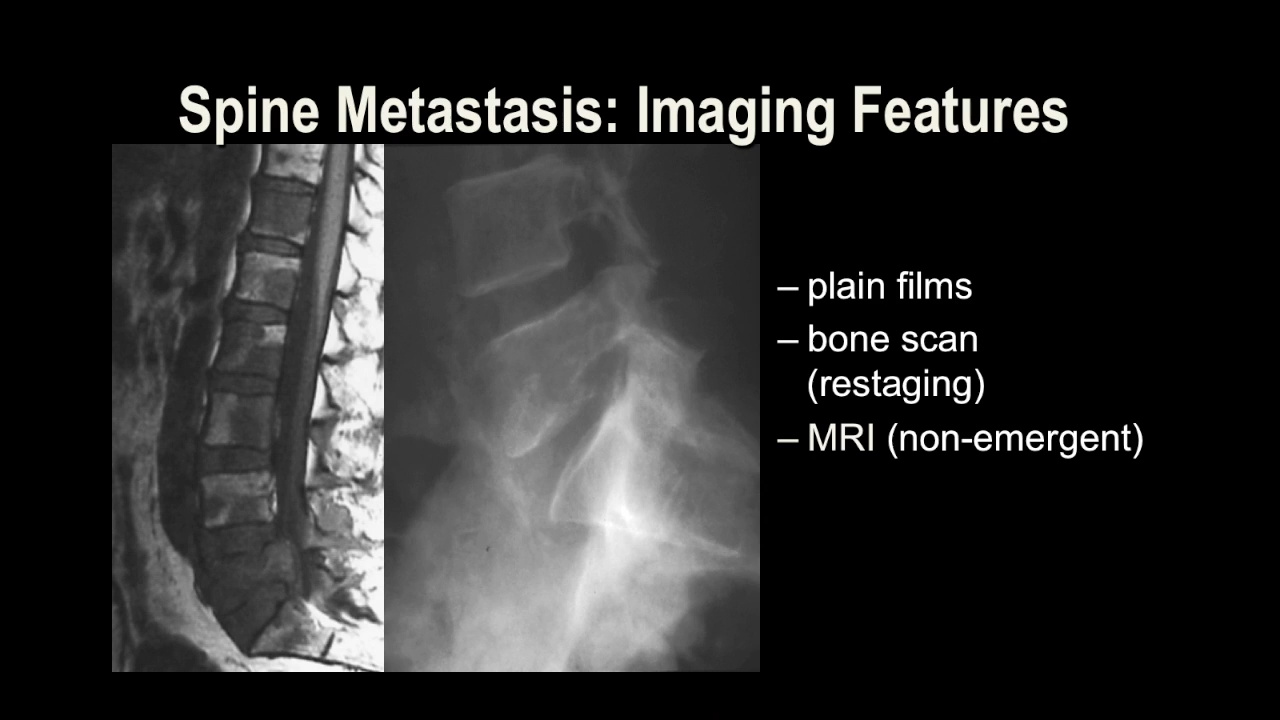 Spine Metastasis: Imaging Features
– plain films
– bone scan
(restaging)
– MRI (non-emergent)